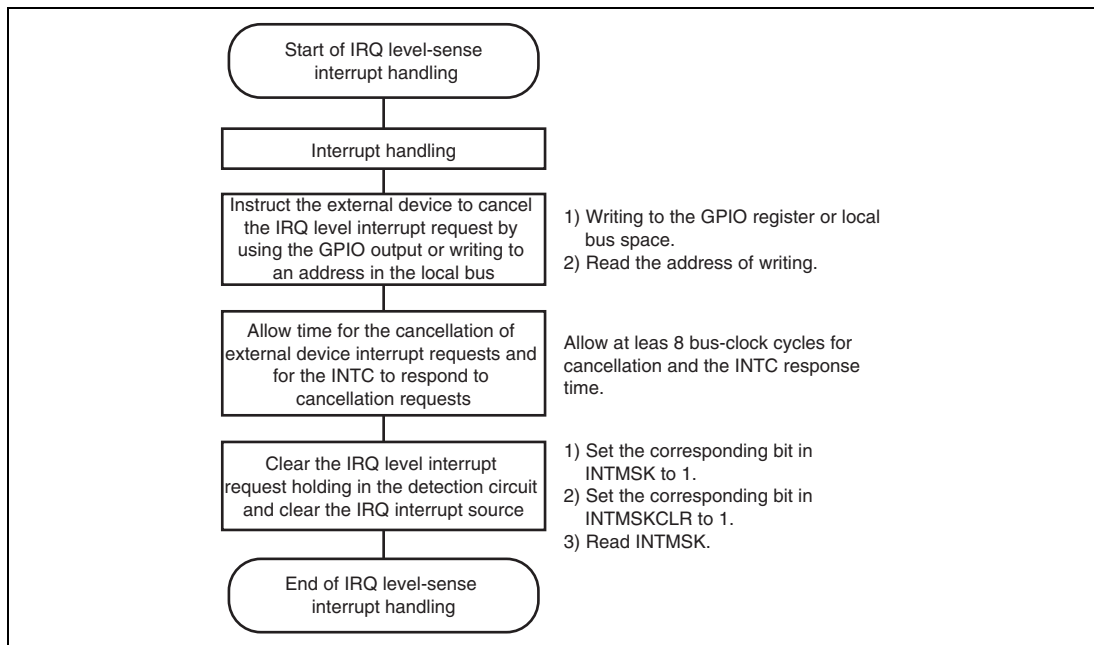 Start of IRQ level-sense
interrupt handling
Interrupt handling
Instruct the external device to cancel
the IRQ level interrupt request by
using the GPIO output or writing to
an address in the local bus
1) Writing to the GPIO register or local
bus space.
2) Read the address of writing.
Allow time for the cancellation of
external device interrupt requests and
for the INTC to respond to
cancellation requests
Allow at leas 8 bus-clock cycles for
cancellation and the INTC response
time.
Clear the IRQ level interrupt
request holding in the detection circuit
and clear the IRQ interrupt source
1) Set the corresponding bit in
INTMSK to 1.
2) Set the corresponding bit in
INTMSKCLR to 1.
3) Read INTMSK.
End of IRQ level-sense
interrupt handling